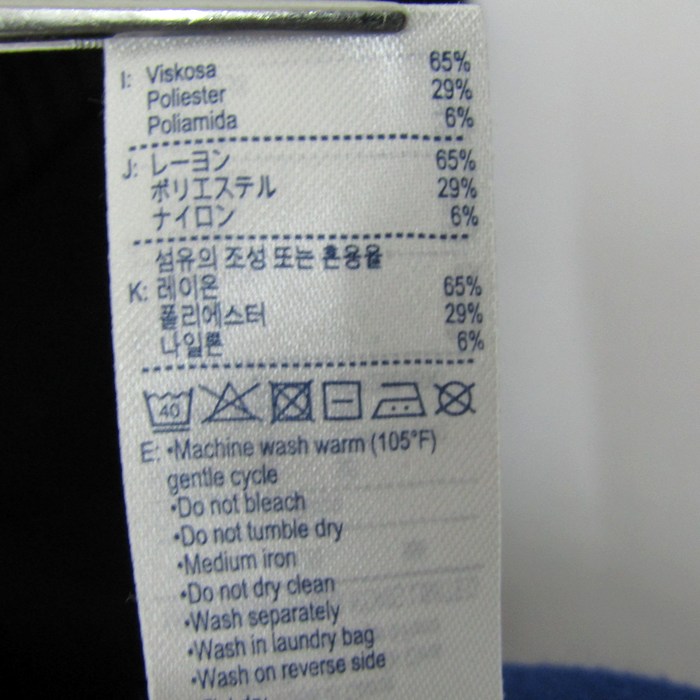 I: Viskosa 65%
Poliester 29%
Poliamida 6%
J: レーヨン 65%
ポリエステル 29%
ナイロン 6%
섬유의 조성 또는 혼용율
K: 레이온 65%
폴리에스터 29%
나일론 6%
40
E: •Machine wash warm (105°F)
gentle cycle
•Do not bleach
•Do not tumble dry
•Medium iron
•Do not dry clean
•Wash separately
•Wash in laundry bag
•Wash on reverse side